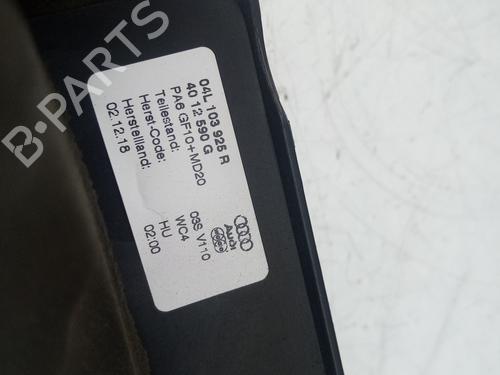 04L 103 925 R
40 12 590 G
PA6 GF10+MD20
Teilestand: 03S V110
Herst-Code: WC4
Herstelland: HU
02.12.18 02:00
Audi
B-PARTS